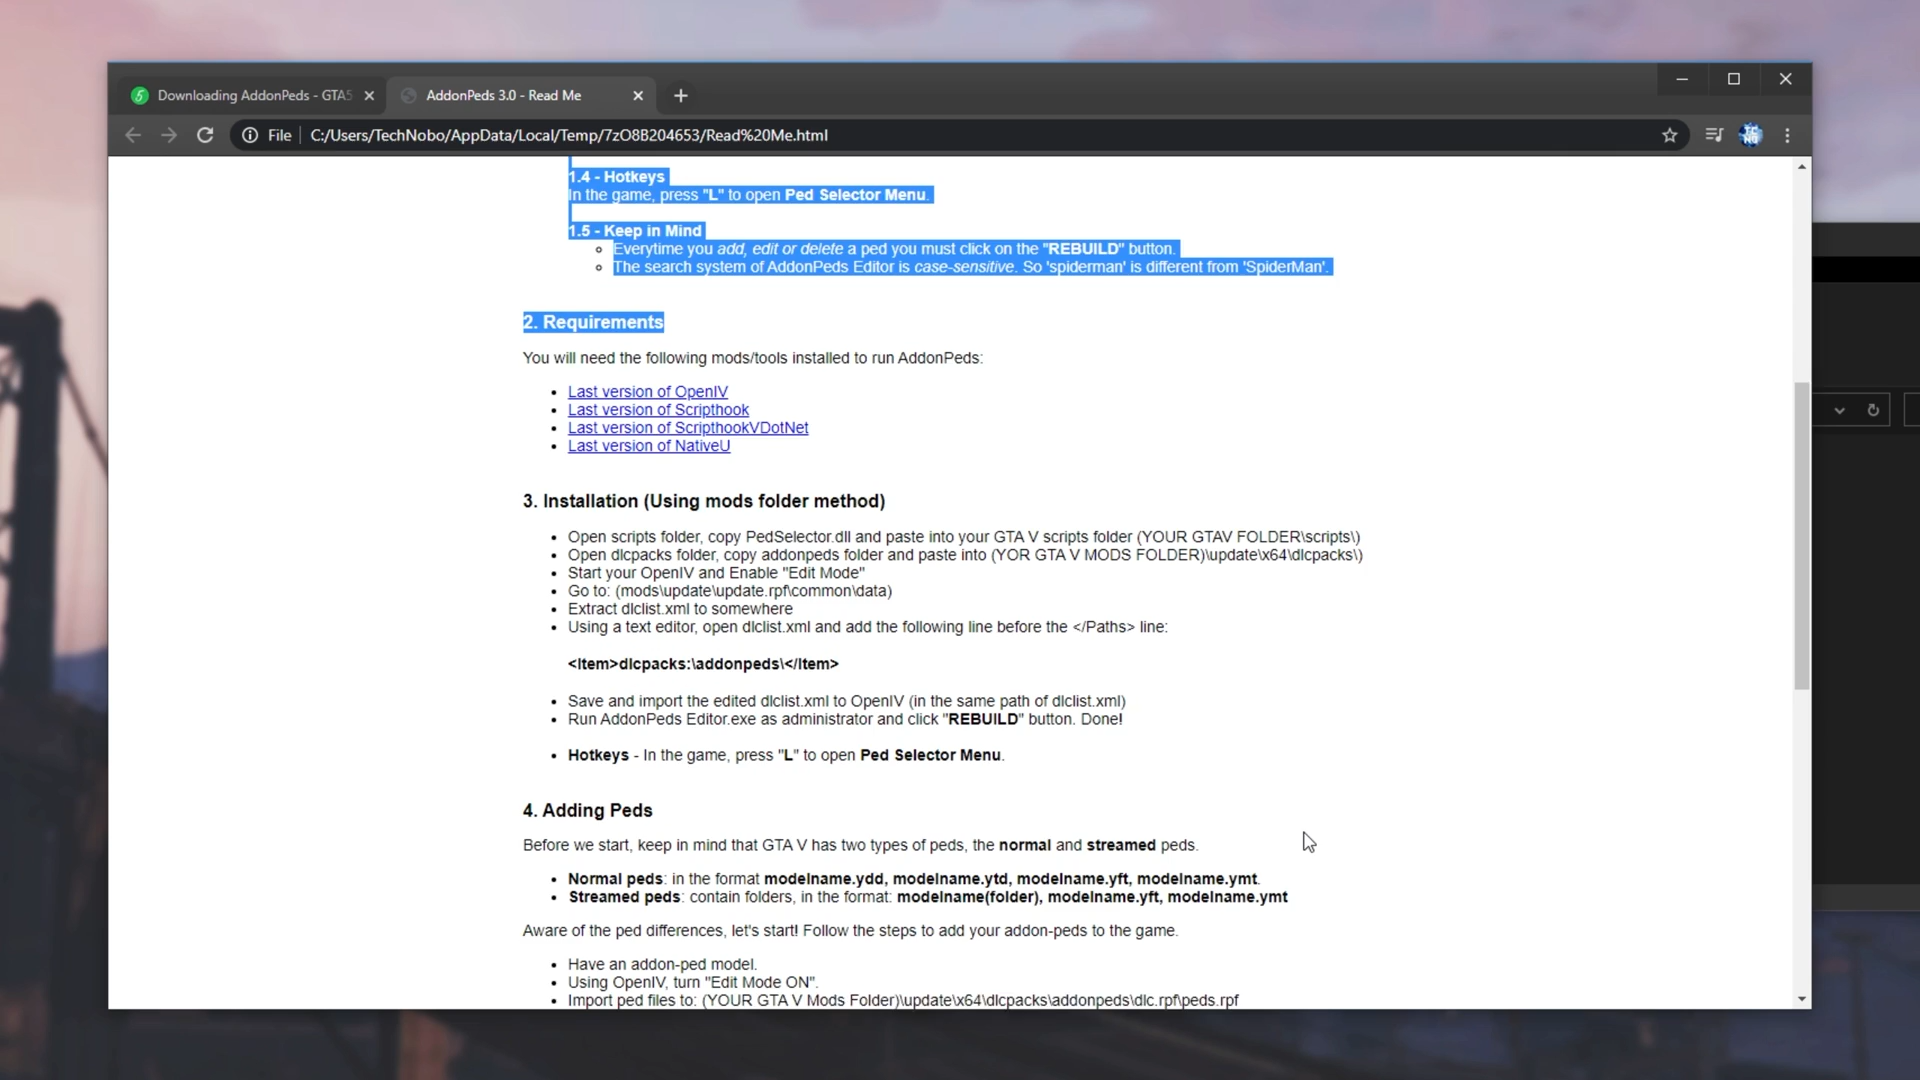 Downloading AddonPeds - GTA5
AddonPeds 3.0 - Read Me
File
C:/Users/TechNobo/AppData/Local/Temp/7zO8B204653/Read%20Me.html
1.4 - Hotkeys
In the game, press "L" to open Ped Selector Menu.
1.5 - Keep in Mind
Everytime you add, edit or delete a ped you must click on the "REBUILD" button.
The search system of AddonPeds Editor is case-sensitive. So 'spiderman' is different from 'SpiderMan'.
2. Requirements
You will need the following mods/tools installed to run AddonPeds:
Last version of OpenIV
Last version of Scripthook
Last version of ScripthookVDotNet
Last version of NativeU
3. Installation (Using mods folder method)
Open scripts folder, copy PedSelector.dll and paste into your GTA V scripts folder (YOUR GTAV FOLDER\scripts\)
Open dlcpacks folder, copy addonpeds folder and paste into (YOR GTA V MODS FOLDER)\update\x64\dlcpacks\)
Start your OpenIV and Enable "Edit Mode"
Go to: (mods\update\update.rpf\common\data)
Extract dlclist.xml to somewhere
Using a text editor, open dlclist.xml and add the following line before the </Paths> line:
<Item>dlcpacks:\addonpeds\</Item>
Save and import the edited dlclist.xml to OpenIV (in the same path of dlclist.xml)
Run AddonPeds Editor.exe as administrator and click "REBUILD" button. Done!
Hotkeys - In the game, press "L" to open Ped Selector Menu.
4. Adding Peds
Before we start, keep in mind that GTA V has two types of peds, the normal and streamed peds.
Normal peds: in the format modelname.ydd, modelname.ytd, modelname.yft, modelname.ymt.
Streamed peds: contain folders, in the format: modelname(folder), modelname.yft, modelname.ymt
Aware of the ped differences, let's start! Follow the steps to add your addon-peds to the game.
Have an addon-ped model.
Using OpenIV, turn "Edit Mode ON".
Import ped files to: (YOUR GTA V Mods Folder)\update\x64\dlcpacks\addonpeds\dlc.rpf\peds.rpf